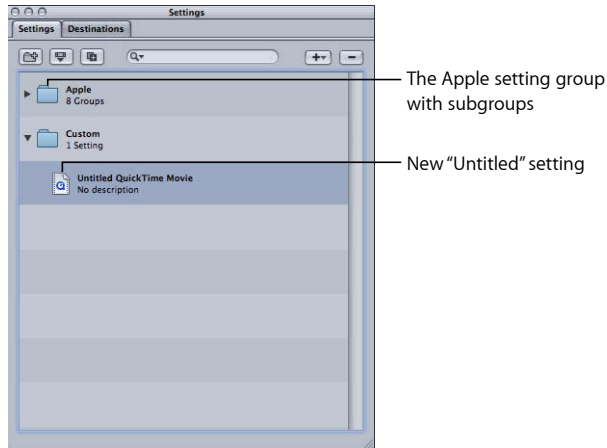 Settings
Settings
Destinations
Apple
8 Groups
Custom
1 Setting
Untitled QuickTime Movie
No description
The Apple setting group
with subgroups
New “Untitled” setting